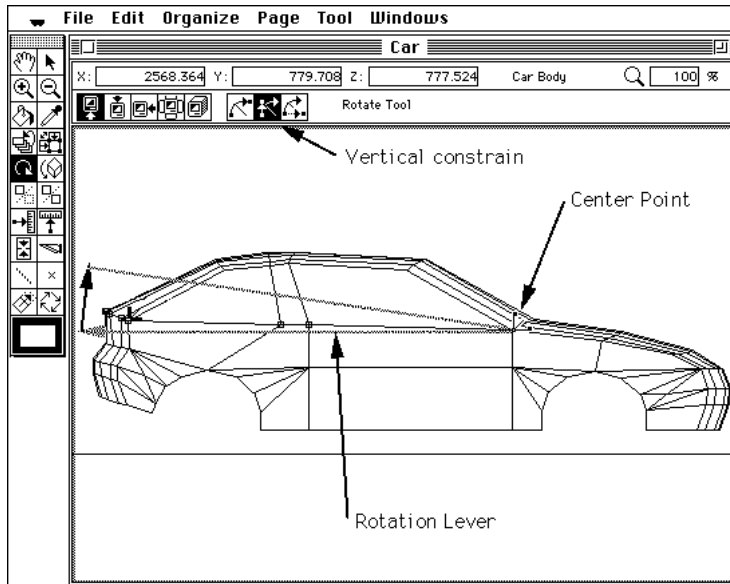 File Edit Organize Page Tool Windows
Car
X: 2568.364 Y: 779.708 Z: 777.524 Car Body 100 %
Rotate Tool
Vertical constrain
Center Point
Rotation Lever